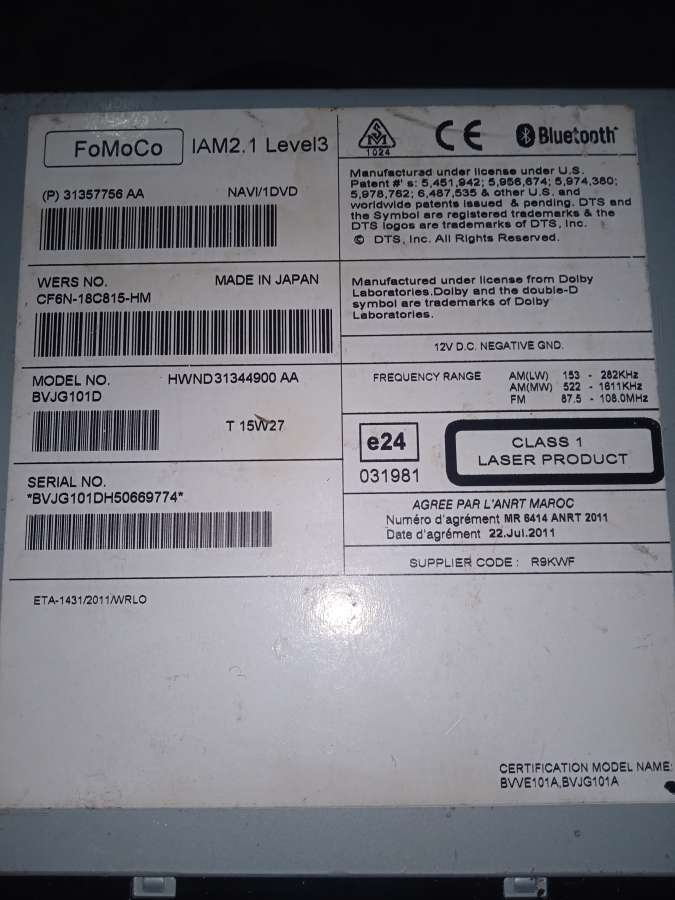 FoMoCo IAM2.1 Level3
(P) 31357756 AA NAVI/1DVD
WERS NO. MADE IN JAPAN
CF6N-18C815-HM
MODEL NO. HWND31344900 AA
BVJG101D
T 15W27
SERIAL NO.
*BVJG101DH50669774*
ETA-1431/2011/WRLO
SM
1024
CE
Bluetooth
Manufacturad under license under U.S.
Patent #' s: 5,451,942; 5,956,674; 5,974,380;
5,978,762; 6,487,535 & other U.S. and
worldwide patents issued & pending. DTS and
the Symbol are registered trademarks & the
DTS logos are trademarks of DTS, Inc.
© DTS, Inc. All Rights Reserved.
Manufactured under license from Dolby
Laboratories.Dolby and the double-D
symbol are trademarks of Dolby
Laboratories.
12V D.C. NEGATIVE GND.
FREQUENCY RANGE AM(LW) 153 - 282KHz
AM(MW) 522 - 1611KHz
FM 87.5 - 108.0MHz
e24
031981
CLASS 1
LASER PRODUCT
AGREE PAR L'ANRT MAROC
Numéro d'agrément MR 6414 ANRT 2011
Date d'agrément 22.Jul.2011
SUPPLIER CODE : R9KWF
CERTIFICATION MODEL NAME:
BVVE101A,BVJG101A